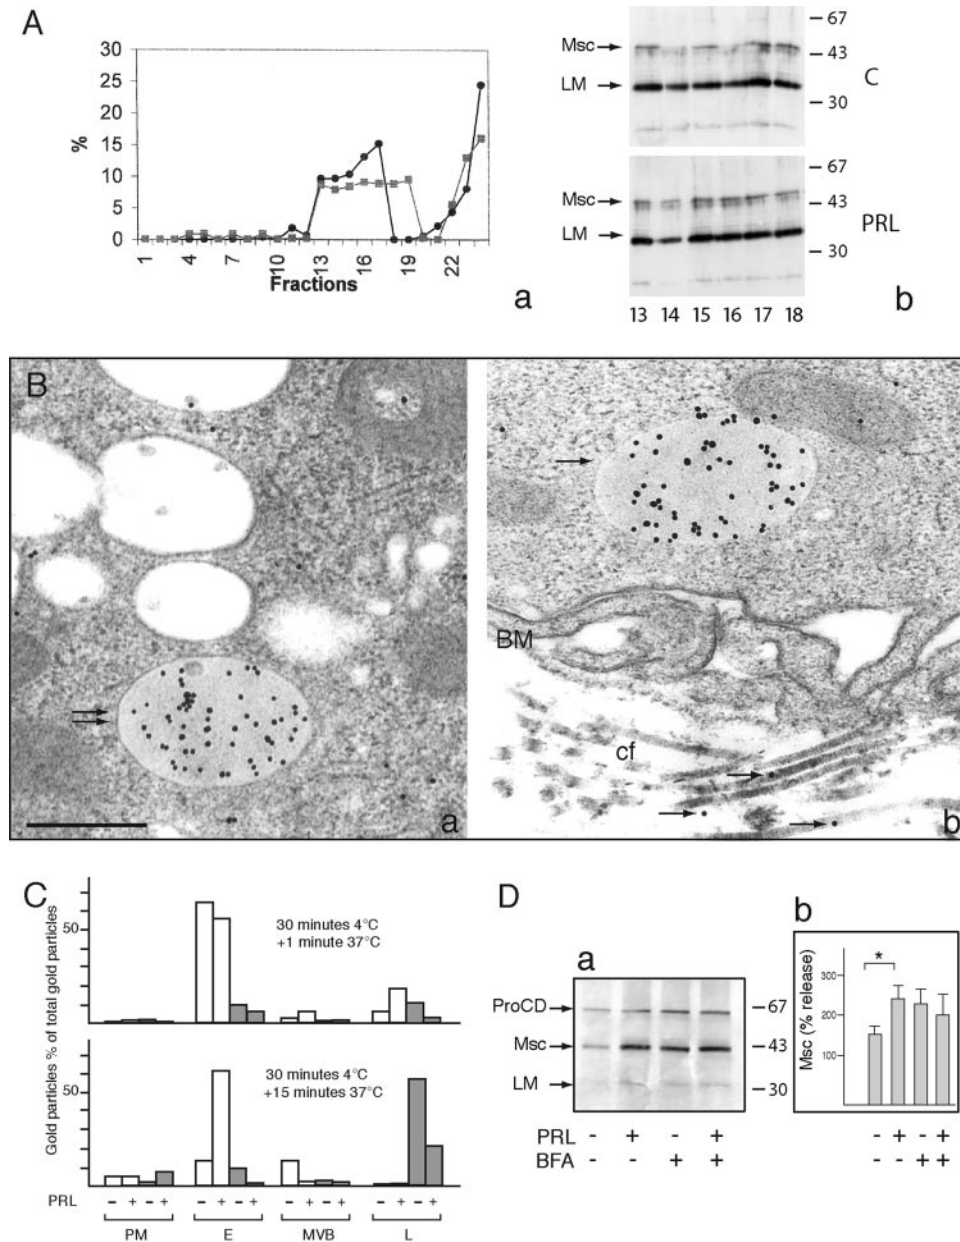 A
30
25
20
15
10
5
0
%
1
4
7
10
13
16
19
22
Fractions
a
Msc
LM
67
43
30
C
Msc
LM
67
43
30
PRL
13 14 15 16 17 18
b
B
a
BM
cf
b
C
Gold particles % of total gold particles
50
30 minutes 4°C
+1 minute 37°C
50
30 minutes 4°C
+15 minutes 37°C
PRL - + - + - + - + - + - + - + - +
PM E MVB L
D
a
ProCD
Msc
LM
67
43
30
PRL - + - +
BFA - - + +
b
Msc (% release)
300
200
100
*
- + - +
- - + +